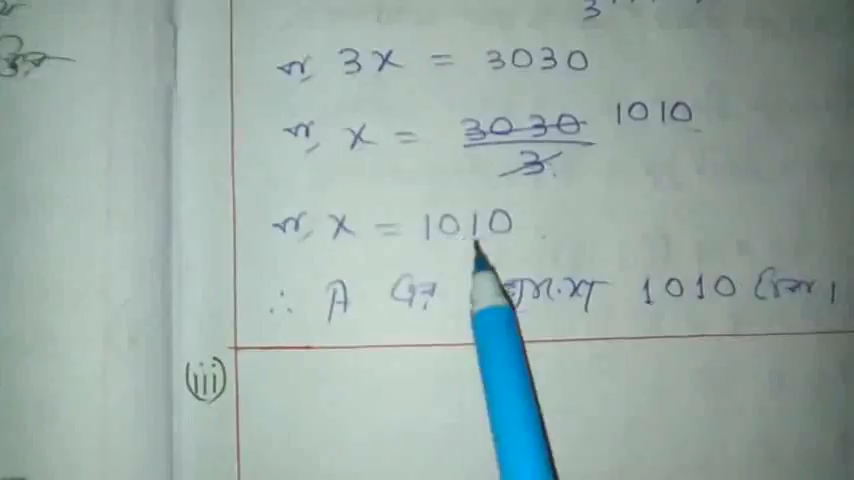 বা, 3x = 3030
বা, x = 3030/3 1010
বা, x = 1010
∴ A এর 1010
(iii)